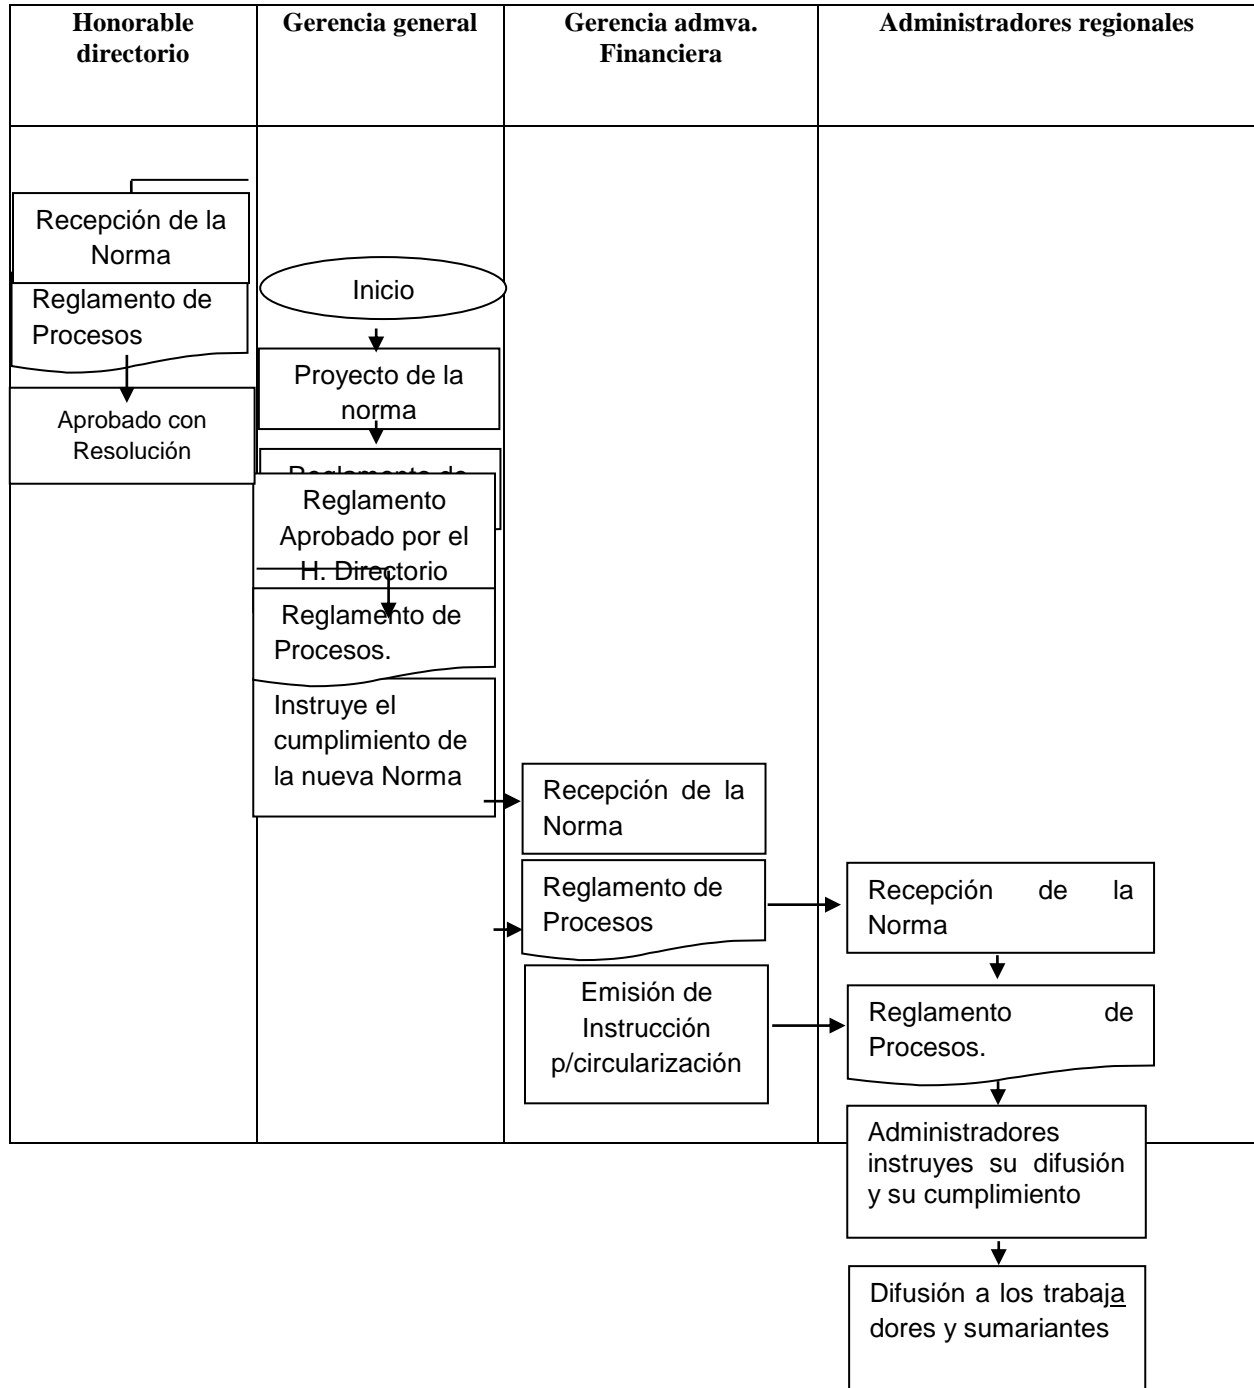 Honorable
directorio
Gerencia general
Gerencia admva.
Financiera
Administradores regionales
Recepción de la
Norma
Reglamento de
Procesos
Aprobado con
Resolución
Inicio
Proyecto de la
norma
Reglamento de
Reglamento
Aprobado por el
H. Directorio
Reglamento de
Procesos.
Instruye el
cumplimiento de
la nueva Norma
Recepción de la
Norma
Reglamento de
Procesos
Emisión de
Instrucción
p/circularización
Recepción de la
Norma
Reglamento de
Procesos.
Administradores
instruyes su difusión
y su cumplimiento
Difusión a los trabaja
dores y sumariantes